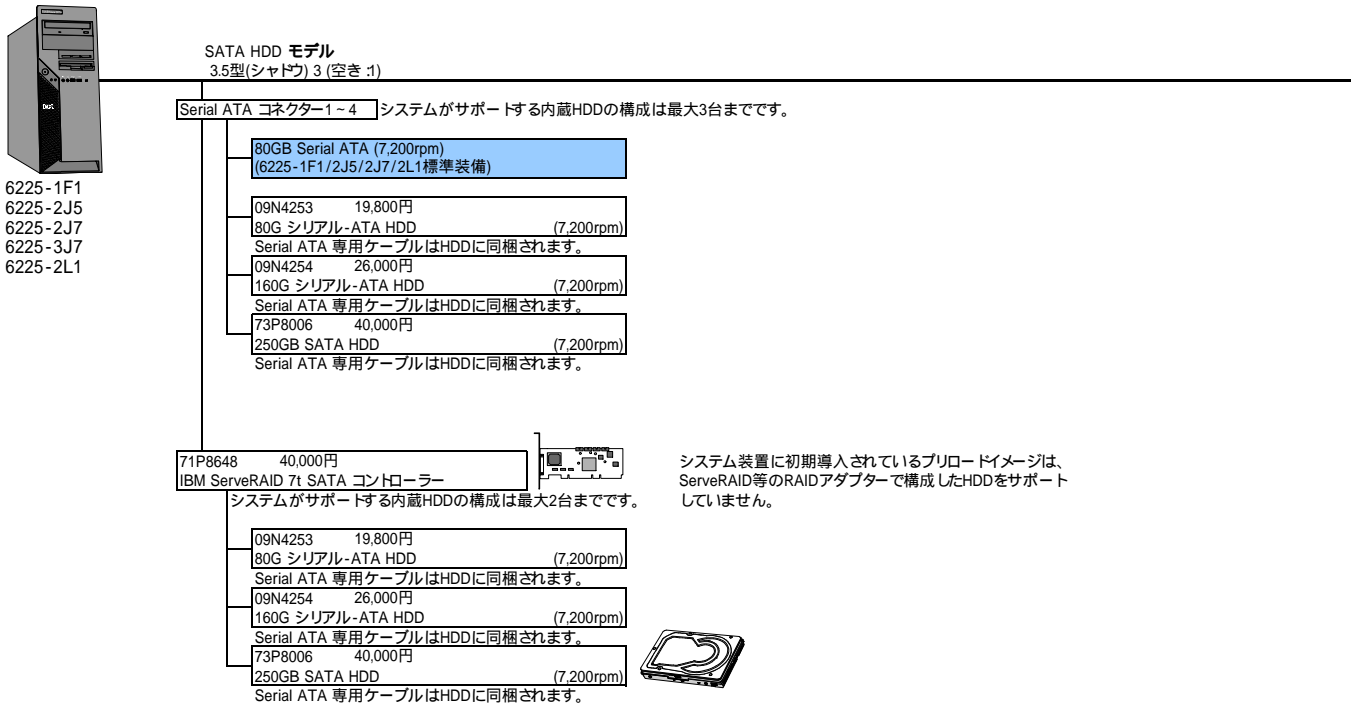 SATA HDD モデル
3.5型(シャドウ) 3 (空き:1)
Serial ATA コネクター1~4 システムがサポートする内蔵HDDの構成は最大3台までです。
80GB Serial ATA (7,200rpm)
(6225-1F1/2J5/2J7/2L1標準装備)
6225-1F1
6225-2J5
6225-2J7
6225-3J7
6225-2L1
09N4253 19,800円
80G シリアル-ATA HDD (7,200rpm)
Serial ATA 専用ケーブルはHDDに同梱されます。
09N4254 26,000円
160G シリアル-ATA HDD (7,200rpm)
Serial ATA 専用ケーブルはHDDに同梱されます。
73P8006 40,000円
250GB SATA HDD (7,200rpm)
Serial ATA 専用ケーブルはHDDに同梱されます。
71P8648 40,000円
IBM ServeRAID 7t SATA コントローラー
システムがサポートする内蔵HDDの構成は最大2台までです。
システム装置に初期導入されているプリロードイメージは、
ServeRAID等のRAIDアダプターで構成したHDDをサポート
していません。
09N4253 19,800円
80G シリアル-ATA HDD (7,200rpm)
Serial ATA 専用ケーブルはHDDに同梱されます。
09N4254 26,000円
160G シリアル-ATA HDD (7,200rpm)
Serial ATA 専用ケーブルはHDDに同梱されます。
73P8006 40,000円
250GB SATA HDD (7,200rpm)
Serial ATA 専用ケーブルはHDDに同梱されます。